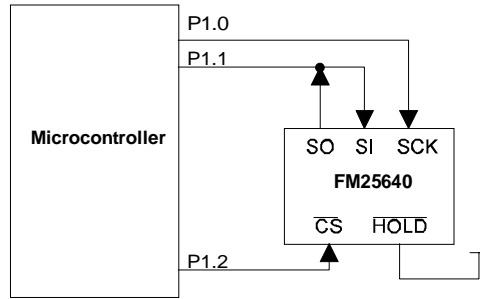 P1.0
P1.1
Microcontroller
SO SI SCK
FM25640
CS HOLD
P1.2